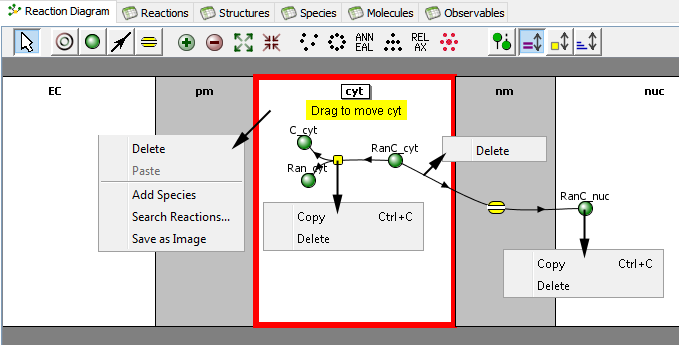 Reaction Diagram Reactions Structures Species Molecules Observables
ANN EAL REL AX
EC pm cyt nm nuc
Drag to move cyt
C_cyt
RanC_cyt
Ran_cyt
RanC_nuc
Delete
Paste
Add Species
Search Reactions...
Save as Image
Copy Ctrl+C
Delete
Delete
Copy Ctrl+C
Delete